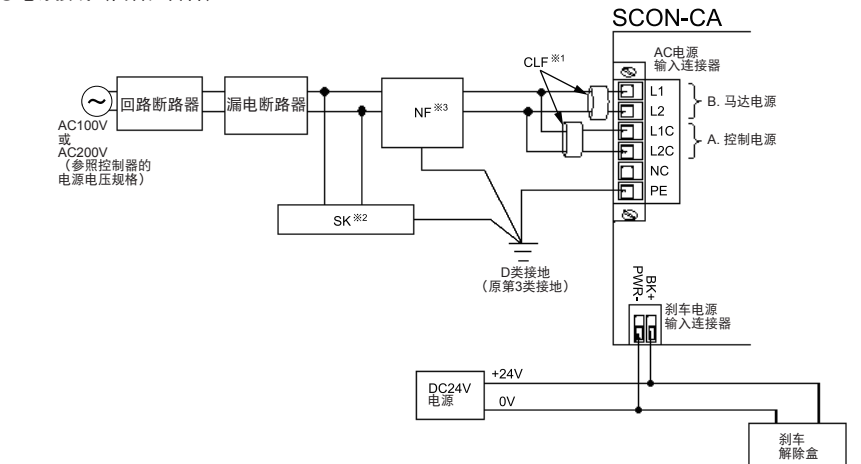 SCON-CA
AC电源
输入连接器
CLF※1
回路断路器
漏电断路器
NF※3
L1
L2
L1C
L2C
NC
PE
B. 马达电源
A. 控制电源
AC100V
或
AC200V
（参照控制器的
电源电压规格）
SK※2
D类接地
（原第3类接地）
PWR-
BK+
刹车电源
输入连接器
DC24V
电源
+24V
0V
刹车
解除盒